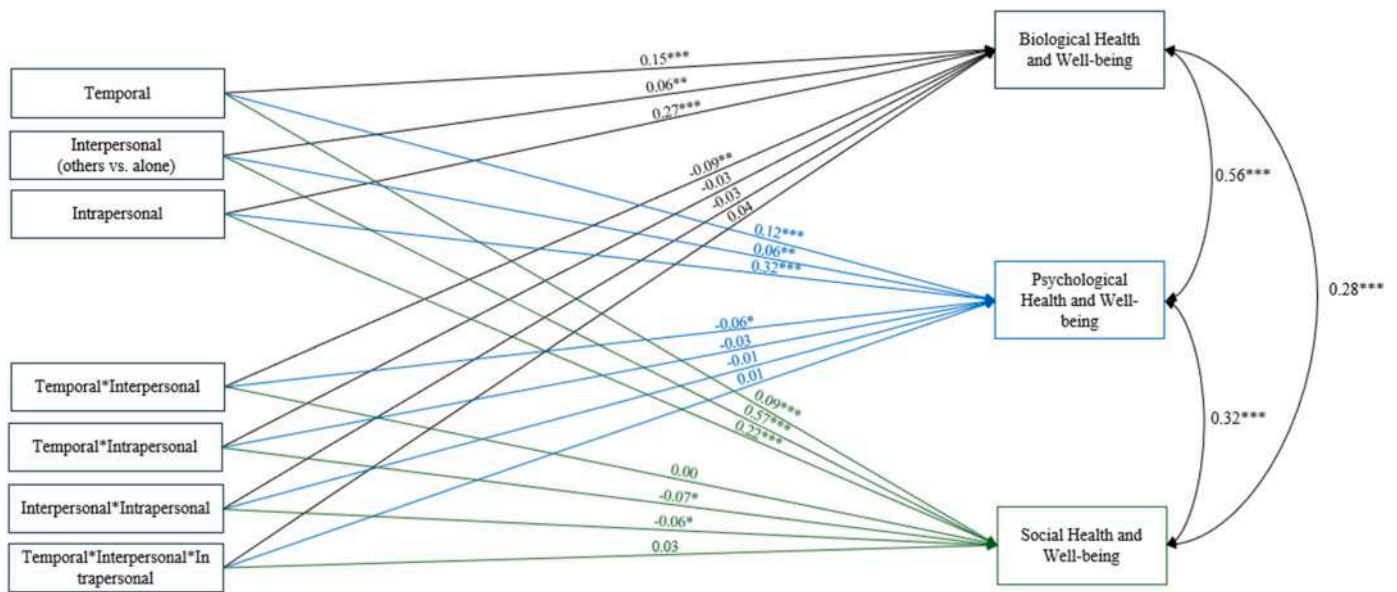 Biological Health
and Well-being
0.15***
Temporal
0.06**
0.27***
Interpersonal
(others vs. alone)
-0.09**
-0.03
-0.03
0.04
0.56***
Intrapersonal
0.12***
0.06**
0.32***
Psychological
Health and Well-
being
0.28***
-0.06*
-0.03
-0.01
0.01
Temporal*Interpersonal
0.09***
0.57***
0.22***
0.32***
Temporal*Intrapersonal
0.00
-0.07*
Interpersonal*Intrapersonal
-0.06*
Social Health and
Well-being
0.03
Temporal*Interpersonal*In
trapersonal